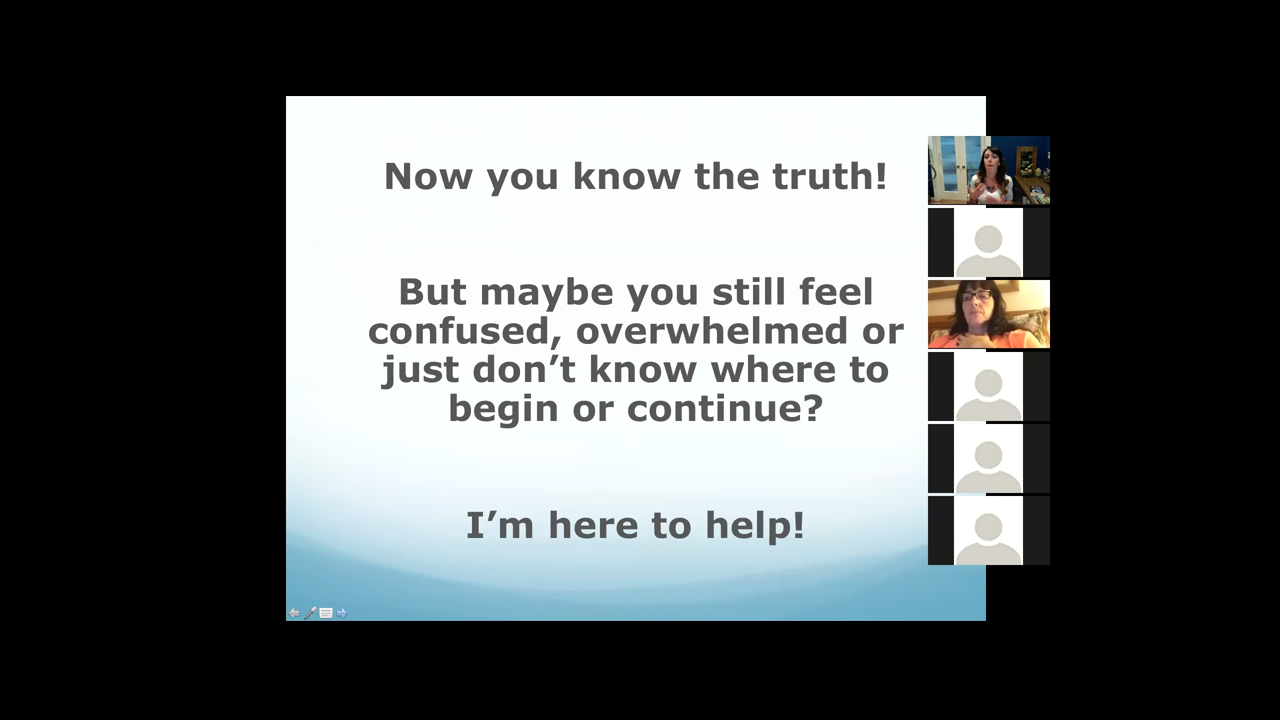 Now you know the truth!
But maybe you still feel
confused, overwhelmed or
just don’t know where to
begin or continue?
I’m here to help!